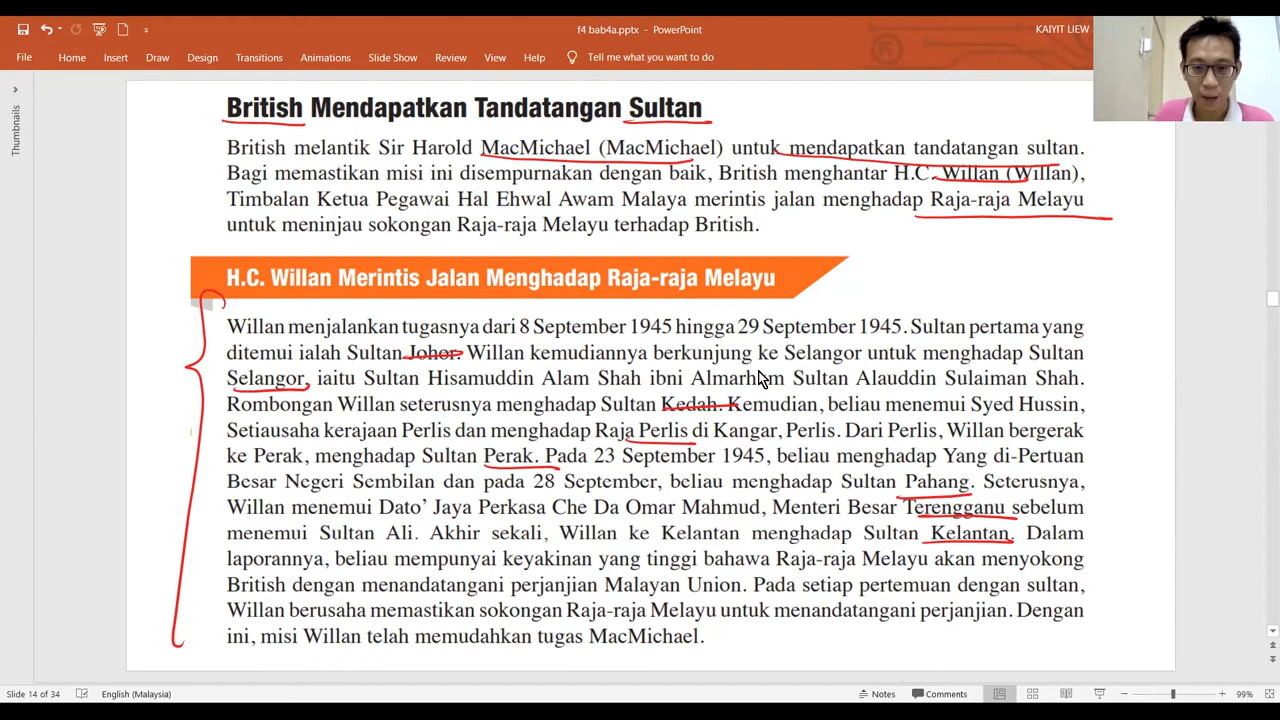 f4 bab4a.pptx - PowerPoint
KAIYIT LIEW
File Home Insert Draw Design Transitions Animations Slide Show Review View Help Tell me what you want to do
Thumbnails
British Mendapatkan Tandatangan Sultan
British melantik Sir Harold MacMichael (MacMichael) untuk mendapatkan tandatangan sultan.
Bagi memastikan misi ini disempurnakan dengan baik, British menghantar H.C. Willan (Willan),
Timbalan Ketua Pegawai Hal Ehwal Awam Malaya merintis jalan menghadap Raja-raja Melayu
untuk meninjau sokongan Raja-raja Melayu terhadap British.
H.C. Willan Merintis Jalan Menghadap Raja-raja Melayu
Willan menjalankan tugasnya dari 8 September 1945 hingga 29 September 1945. Sultan pertama yang
ditemui ialah Sultan Johor. Willan kemudiannya berkunjung ke Selangor untuk menghadap Sultan
Selangor, iaitu Sultan Hisamuddin Alam Shah ibni Almarhum Sultan Alauddin Sulaiman Shah.
Rombongan Willan seterusnya menghadap Sultan Kedah. Kemudian, beliau menemui Syed Hussin,
Setiausaha kerajaan Perlis dan menghadap Raja Perlis di Kangar, Perlis. Dari Perlis, Willan bergerak
ke Perak, menghadap Sultan Perak. Pada 23 September 1945, beliau menghadap Yang di-Pertuan
Besar Negeri Sembilan dan pada 28 September, beliau menghadap Sultan Pahang. Seterusnya,
Willan menemui Dato' Jaya Perkasa Che Da Omar Mahmud, Menteri Besar Terengganu sebelum
menemui Sultan Ali. Akhir sekali, Willan ke Kelantan menghadap Sultan Kelantan. Dalam
laporannya, beliau mempunyai keyakinan yang tinggi bahawa Raja-raja Melayu akan menyokong
British dengan menandatangani perjanjian Malayan Union. Pada setiap pertemuan dengan sultan,
Willan berusaha memastikan sokongan Raja-raja Melayu untuk menandatangani perjanjian. Dengan
ini, misi Willan telah memudahkan tugas MacMichael.
Slide 14 of 34 English (Malaysia) Notes Comments 99%